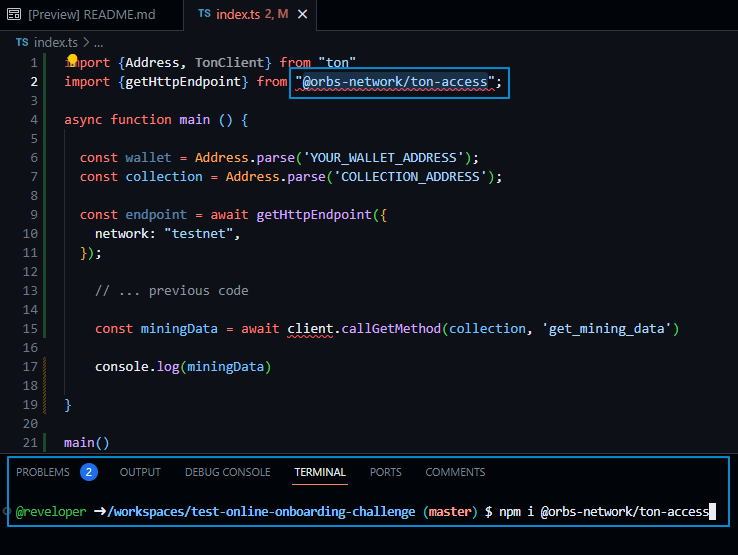 [Preview] README.md
TS index.ts 2, M
TS index.ts > ...
1 import {Address, TonClient} from "ton"
2 import {getHttpEndpoint} from "@orbs-network/ton-access";
3
4 async function main () {
5
6 const wallet = Address.parse('YOUR_WALLET_ADDRESS');
7 const collection = Address.parse('COLLECTION_ADDRESS');
8
9 const endpoint = await getHttpEndpoint({
10 network: "testnet",
11 });
12
13 // ... previous code
14
15 const miningData = await client.callGetMethod(collection, 'get_mining_data')
16
17 console.log(miningData)
18
19 }
20
21 main()
PROBLEMS 2 OUTPUT DEBUG CONSOLE TERMINAL PORTS COMMENTS
@reveloper ➜/workspaces/test-online-onboarding-challenge (master) $ npm i @orbs-network/ton-access